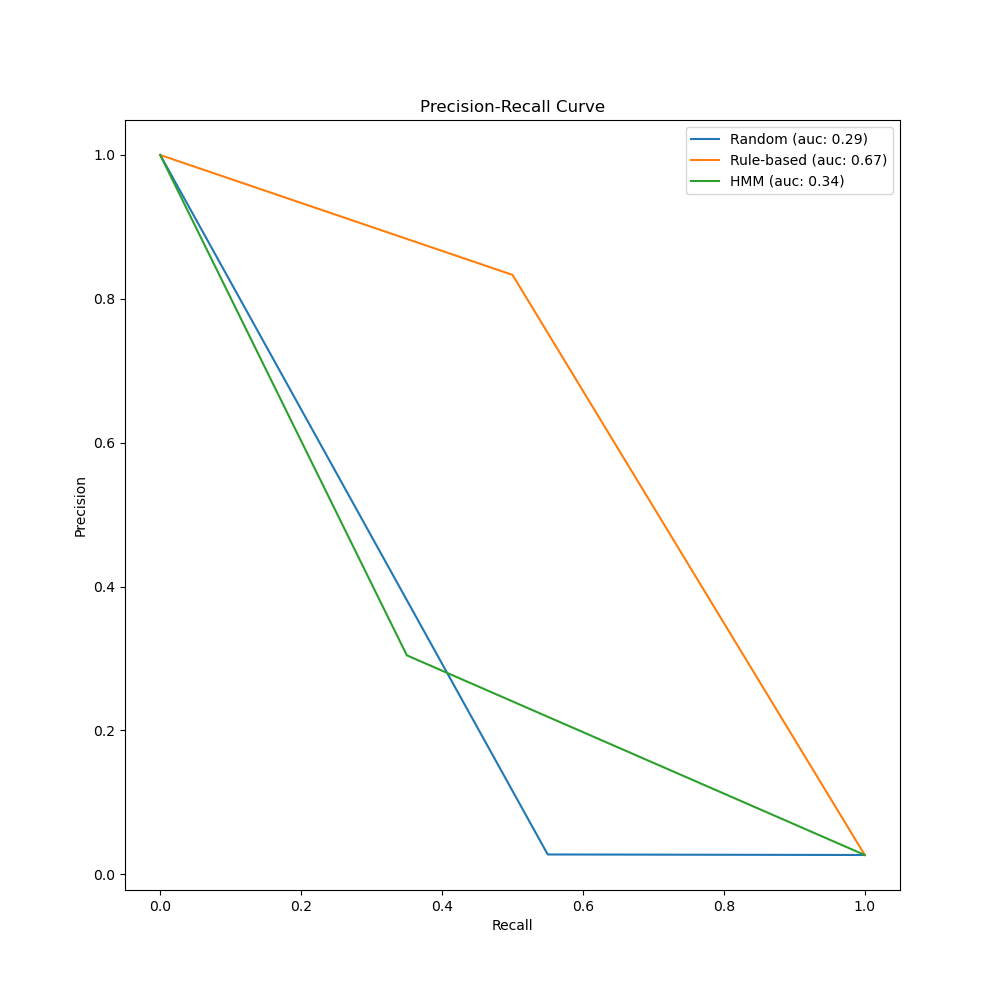 Precision-Recall Curve
Random (auc: 0.29)
Rule-based (auc: 0.67)
HMM (auc: 0.34)
1.0
0.8
0.6
0.4
0.2
0.0
Precision
0.0 0.2 0.4 0.6 0.8 1.0
Recall